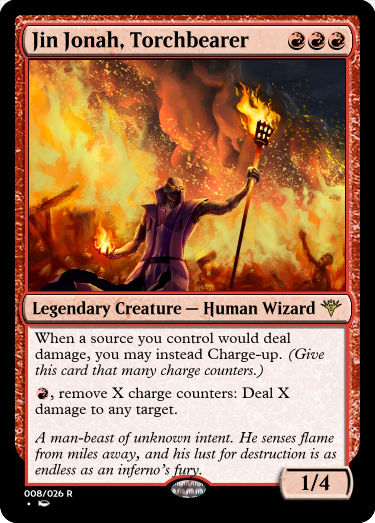 Jin Jonah, Torchbearer
Legendary Creature — Human Wizard
When a source you control would deal
damage, you may instead Charge-up. (Give
this card that many charge counters.)
, remove X charge counters: Deal X
damage to any target.
A man-beast of unknown intent. He senses flame
from miles away, and his lust for destruction is as
endless as an inferno's fury.
1/4
008/026 R